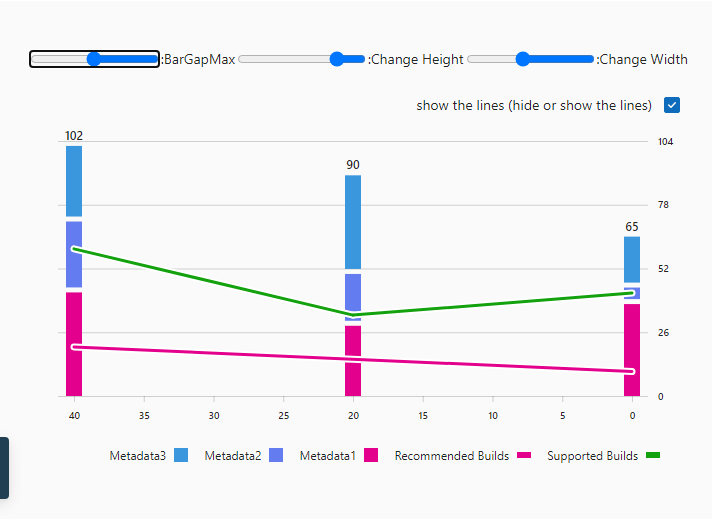 :BarGapMax :Change Height :Change Width
show the lines (hide or show the lines)
102
104
90
78
65
52
26
0
40 35 30 25 20 15 10 5 0
Metadata3 Metadata2 Metadata1 Recommended Builds Supported Builds